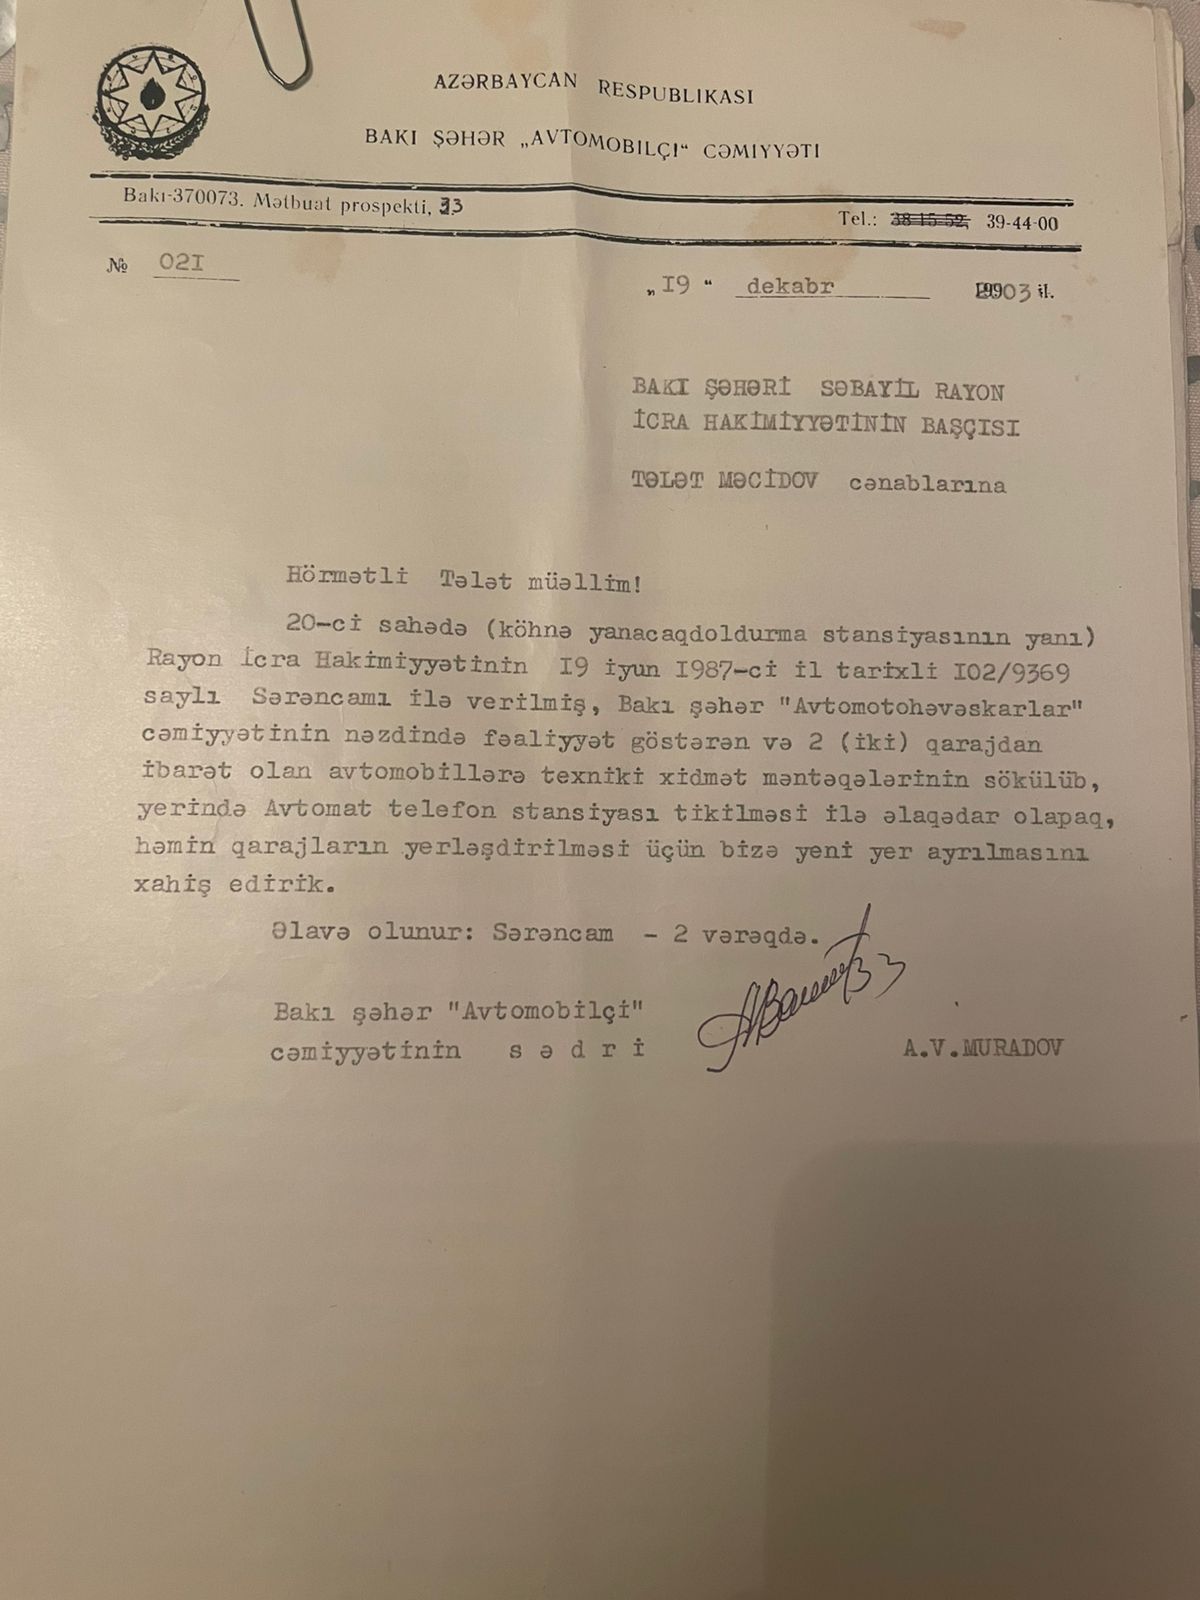 AZƏRBAYCAN RESPUBLIKASI
BAKI ŞƏHƏR „AVTOMOBILÇI“ CƏMIYYƏTI
Bakı-370073. Mətbuat prospekti, 33
Tel.: 38-15-52, 39-44-00
№ 02I
„I9“ dekabr 2003 il.
BAKI ŞƏHƏRİ SƏBAYİL RAYON
İCRA HAKİMİYYƏTİNİN BAŞÇISI
TƏLƏT MƏCİDOV cənablarına
Hörmətli Tələt müəllim!
20-ci sahədə (köhnə yanacaqdoldurma stansiyasının yanı)
Rayon İcra Hakimiyyətinin I9 iyun I987-ci il tarixli I02/9369
saylı Sərəncamı ilə verilmiş, Bakı şəhər "Avtomotohəvəskarlar"
cəmiyyətinin nəzdində fəaliyyət göstərən və 2 (iki) qarajdan
ibarət olan avtomobillərə texniki xidmət məntəqələrinin sökülüb,
yerində Avtomat telefon stansiyası tikilməsi ilə əlaqədar olapaq,
həmin qarajların yerləşdirilməsi üçün bizə yeni yer ayrılmasını
xahiş edirik.
Əlavə olunur: Sərəncam - 2 vərəqdə.
Bakı şəhər "Avtomobilçi"
cəmiyyətinin s ə d r i A.V.MURADOV